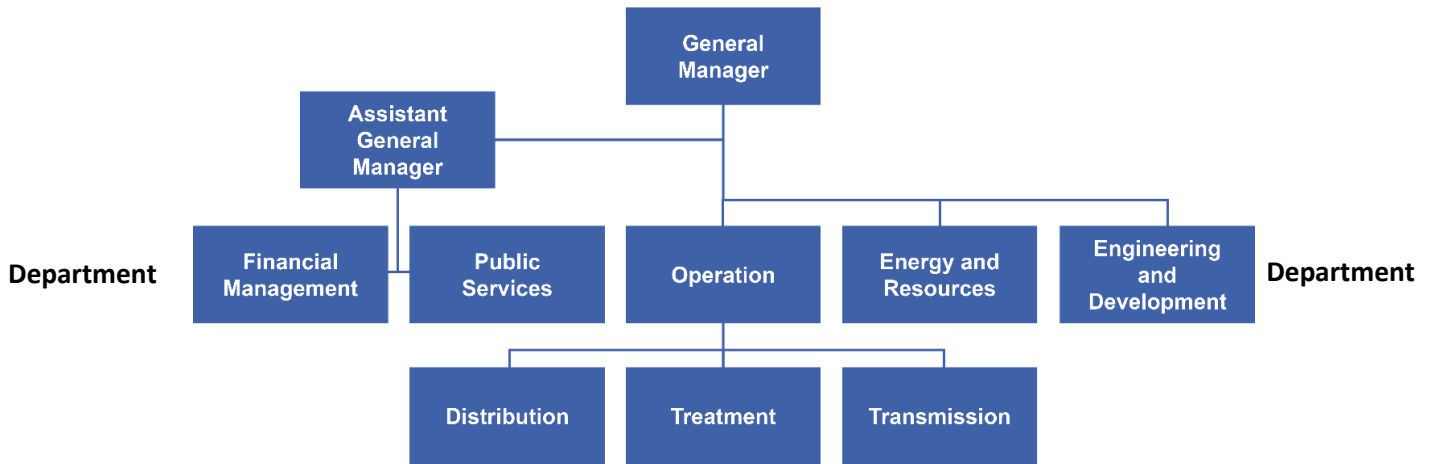 General
Manager
Assistant
General
Manager
Department
Financial
Management
Public
Services
Operation
Energy and
Resources
Engineering
and
Development
Department
Distribution
Treatment
Transmission